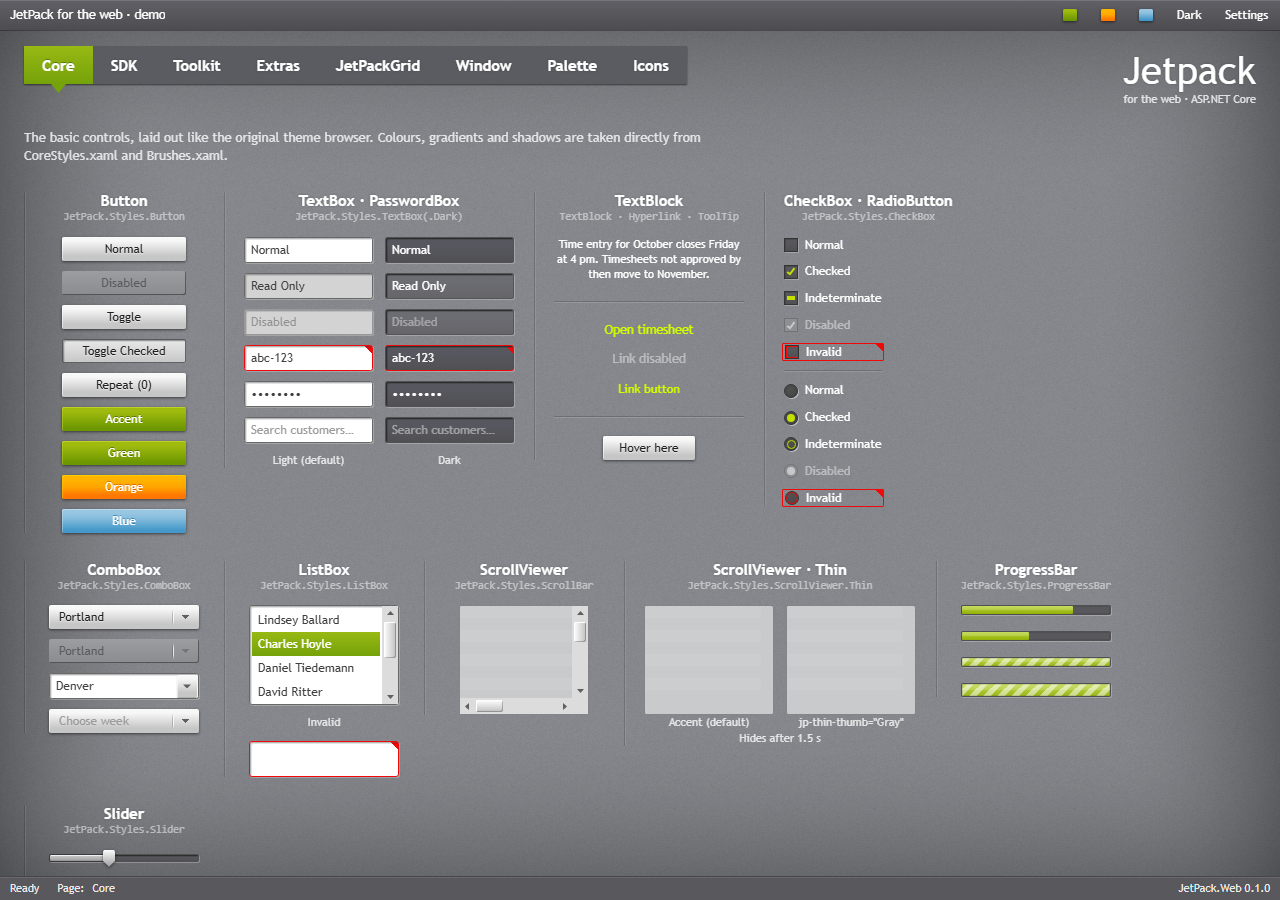 JetPack for the web · demo
Dark
Settings
Core
SDK
Toolkit
Extras
JetPackGrid
Window
Palette
Icons
Jetpack
for the web · ASP.NET Core
The basic controls, laid out like the original theme browser. Colours, gradients and shadows are taken directly from
CoreStyles.xaml and Brushes.xaml.
Button
JetPack.Styles.Button
Normal
Disabled
Toggle
Toggle Checked
Repeat (0)
Accent
Green
Orange
Blue
TextBox · PasswordBox
JetPack.Styles.TextBox(.Dark)
Normal
Normal
Read Only
Read Only
Disabled
Disabled
abc-123
abc-123
••••••••
••••••••
Search customers...
Search customers...
Light (default)
Dark
TextBlock
TextBlock · Hyperlink · ToolTip
Time entry for October closes Friday
at 4 pm. Timesheets not approved by
then move to November.
Open timesheet
Link disabled
Link button
Hover here
CheckBox · RadioButton
JetPack.Styles.CheckBox
Normal
Checked
Indeterminate
Disabled
Invalid
Normal
Checked
Indeterminate
Disabled
Invalid
ComboBox
JetPack.Styles.ComboBox
Portland
Portland
Denver
Choose week
ListBox
JetPack.Styles.ListBox
Lindsey Ballard
Charles Hoyle
Daniel Tiedemann
David Ritter
Invalid
ScrollViewer
JetPack.Styles.ScrollBar
ScrollViewer · Thin
JetPack.Styles.ScrollViewer.Thin
Accent (default)
jp-thin-thumb="Gray"
Hides after 1.5 s
ProgressBar
JetPack.Styles.ProgressBar
Slider
JetPack.Styles.Slider
Ready
Page:
Core
JetPack.Web 0.1.0